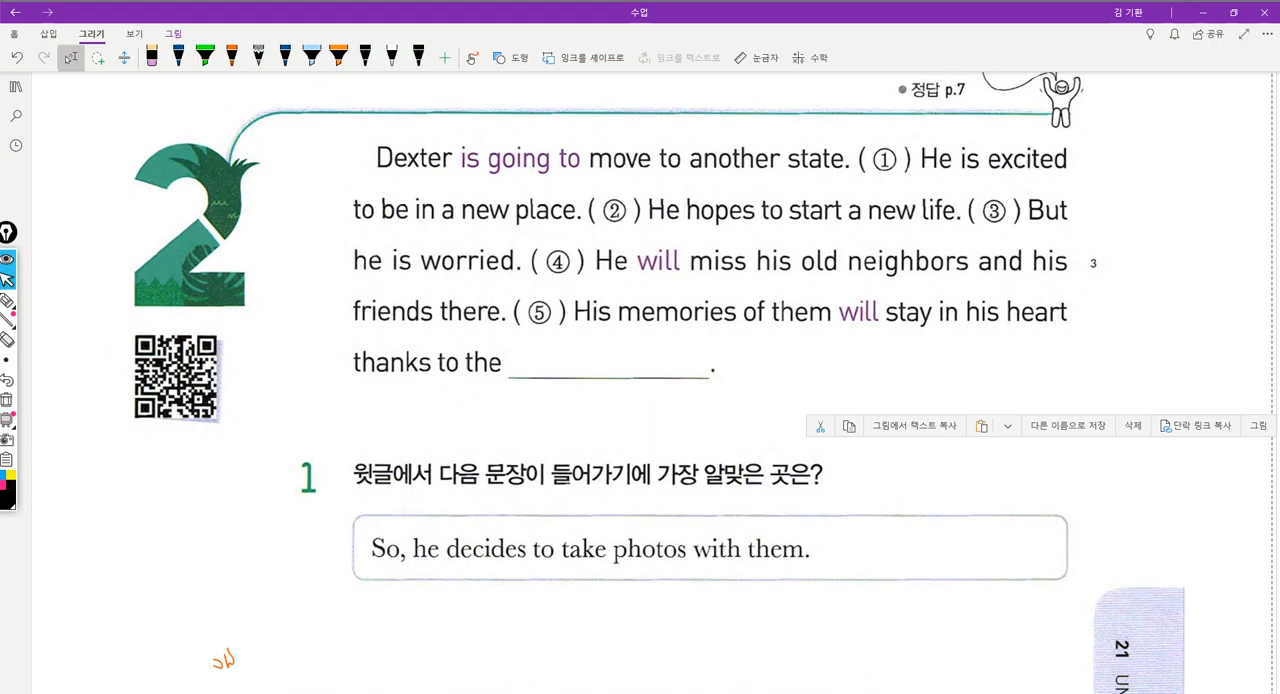 수업
김 기환
홈 삽입 그리기 보기 그림
공유
도형 잉크를 셰이프로 잉크를 텍스트로 눈금자 수학
정답 p.7
2
Dexter is going to move to another state. ( ① ) He is excited
to be in a new place. ( ② ) He hopes to start a new life. ( ③ ) But
he is worried. ( ④ ) He will miss his old neighbors and his
3
friends there. ( ⑤ ) His memories of them will stay in his heart
thanks to the ____________.
그림에서 텍스트 복사 다른 이름으로 저장 삭제 단락 링크 복사 그림
1 윗글에서 다음 문장이 들어가기에 가장 알맞은 곳은?
So, he decides to take photos with them.
21